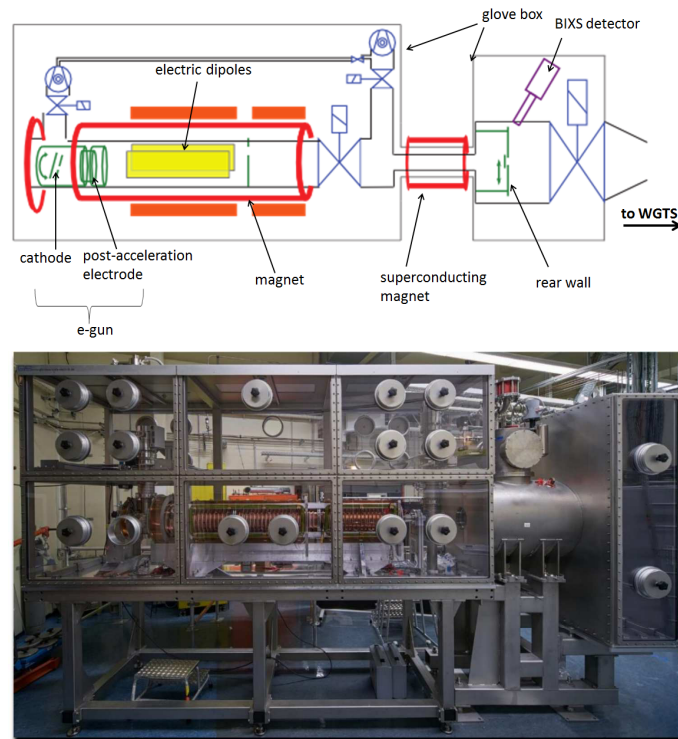 glove box
BIXS detector
electric dipoles
to WGTS
cathode
post-acceleration
electrode
magnet
superconducting
magnet
rear wall
e-gun